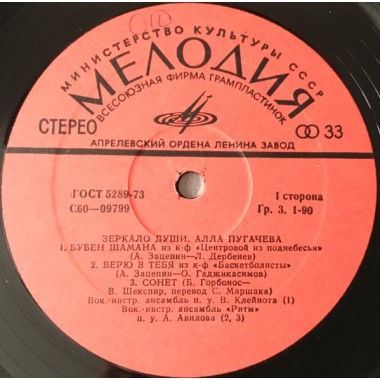 010
МИНИСТЕРСТВО КУЛЬТУРЫ СССР
МЕЛОДИЯ
ВСЕСОЮЗНАЯ ФИРМА ГРАМПЛАСТИНОК
СТЕРЕО
33
АПРЕЛЕВСКИЙ ОРДЕНА ЛЕНИНА ЗАВОД
ГОСТ 5289-73
1 сторона
С60—09799
Гр. 3. 1-90
ЗЕРКАЛО ДУШИ. АЛЛА ПУГАЧЕВА
1. БУБЕН ШАМАНА из к-ф «Центровой из поднебесья»
(А. Зацепин—Л. Дербенев)
2. ВЕРЮ В ТЕБЯ из к-ф «Баскетболисты»
(А. Зацепин—О. Гаджикасимов)
3. СОНЕТ (Б. Горбонос—
В. Шекспир, перевод С. Маршака)
Вок.-инстр. ансамбль п. у. В. Клейнота (1)
Вок.-инстр. ансамбль «Ритм»
п. у. А. Авилова (2, 3)